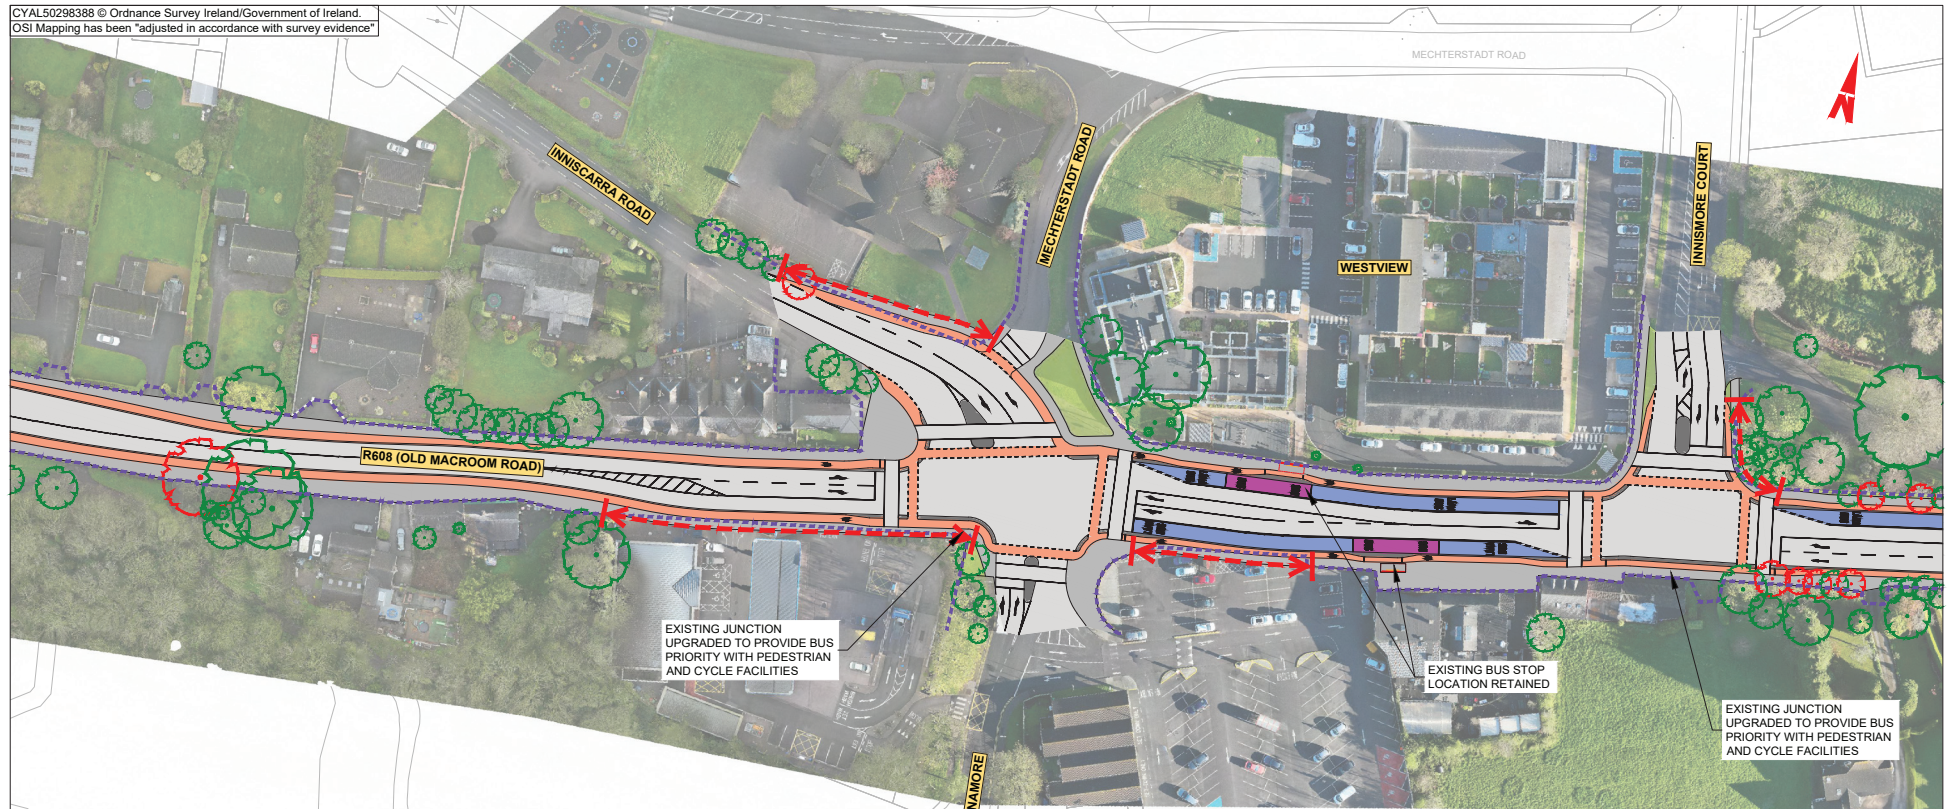 CYAL50298388 © Ordnance Survey Ireland/Government of Ireland.
OSI Mapping has been "adjusted in accordance with survey evidence"
MECHTERSTADT ROAD
N
INNISCARRA ROAD
MECHTERSTADT ROAD
INNISMORE COURT
WESTVIEW
R608 (OLD MACROOM ROAD)
EXISTING JUNCTION
UPGRADED TO PROVIDE BUS
PRIORITY WITH PEDESTRIAN
AND CYCLE FACILITIES
EXISTING BUS STOP
LOCATION RETAINED
EXISTING JUNCTION
UPGRADED TO PROVIDE BUS
PRIORITY WITH PEDESTRIAN
AND CYCLE FACILITIES
NAMORE